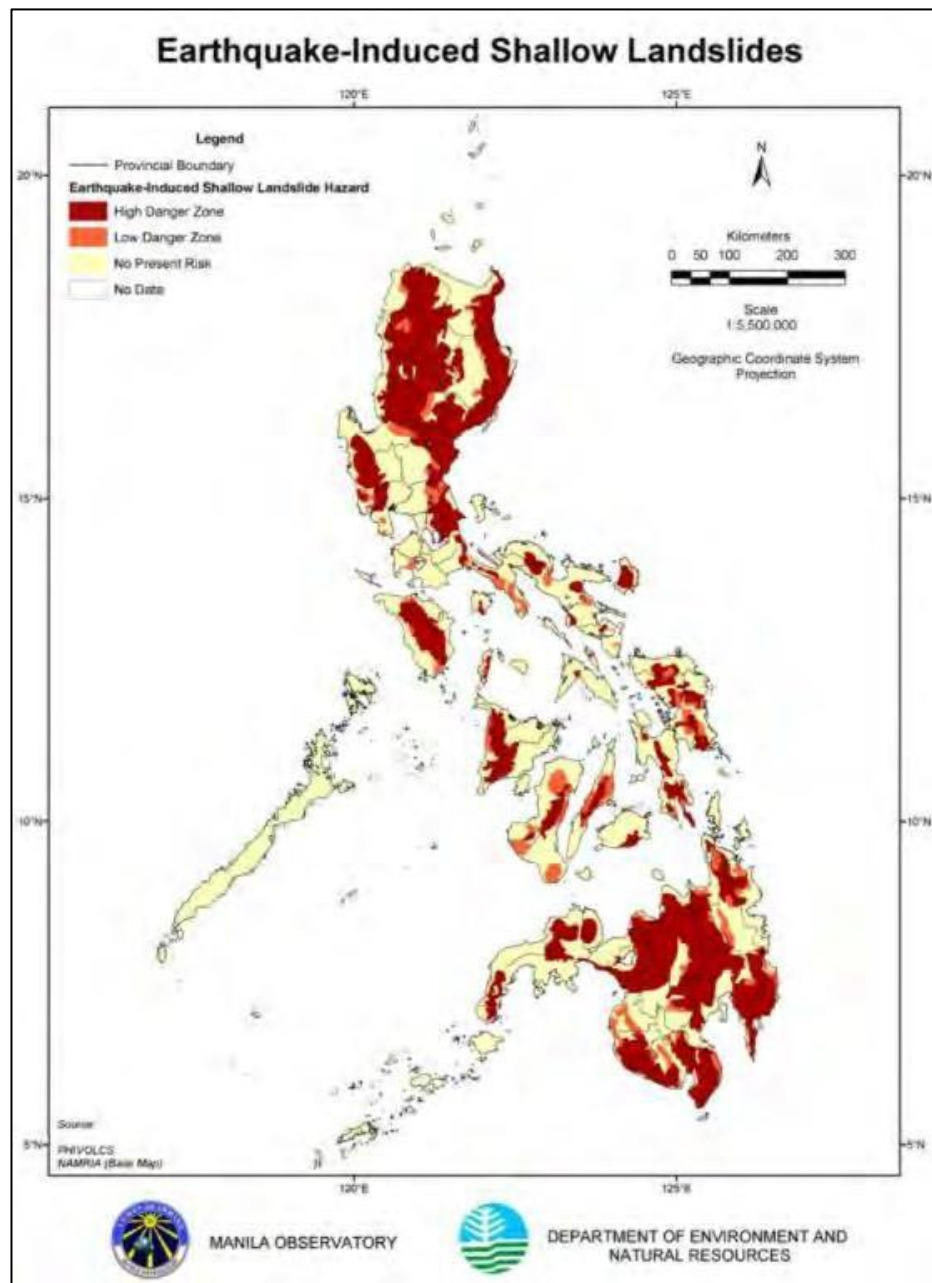 Earthquake-Induced Shallow Landslides
120°E
125°E
Legend
Provincial Boundary
Earthquake-Induced Shallow Landslide Hazard
High Danger Zone
Low Danger Zone
No Present Risk
No Data
N
Kilometers
0 50 100 200 300
Scale
1:5,500,000
Geographic Coordinate System
Projection
20°N
20°N
15°N
15°N
10°N
10°N
5°N
5°N
Source:
PHIVOLCS
NAMRIA (Base Map)
120°E
125°E
MANILA OBSERVATORY
DEPARTMENT OF ENVIRONMENT AND
NATURAL RESOURCES